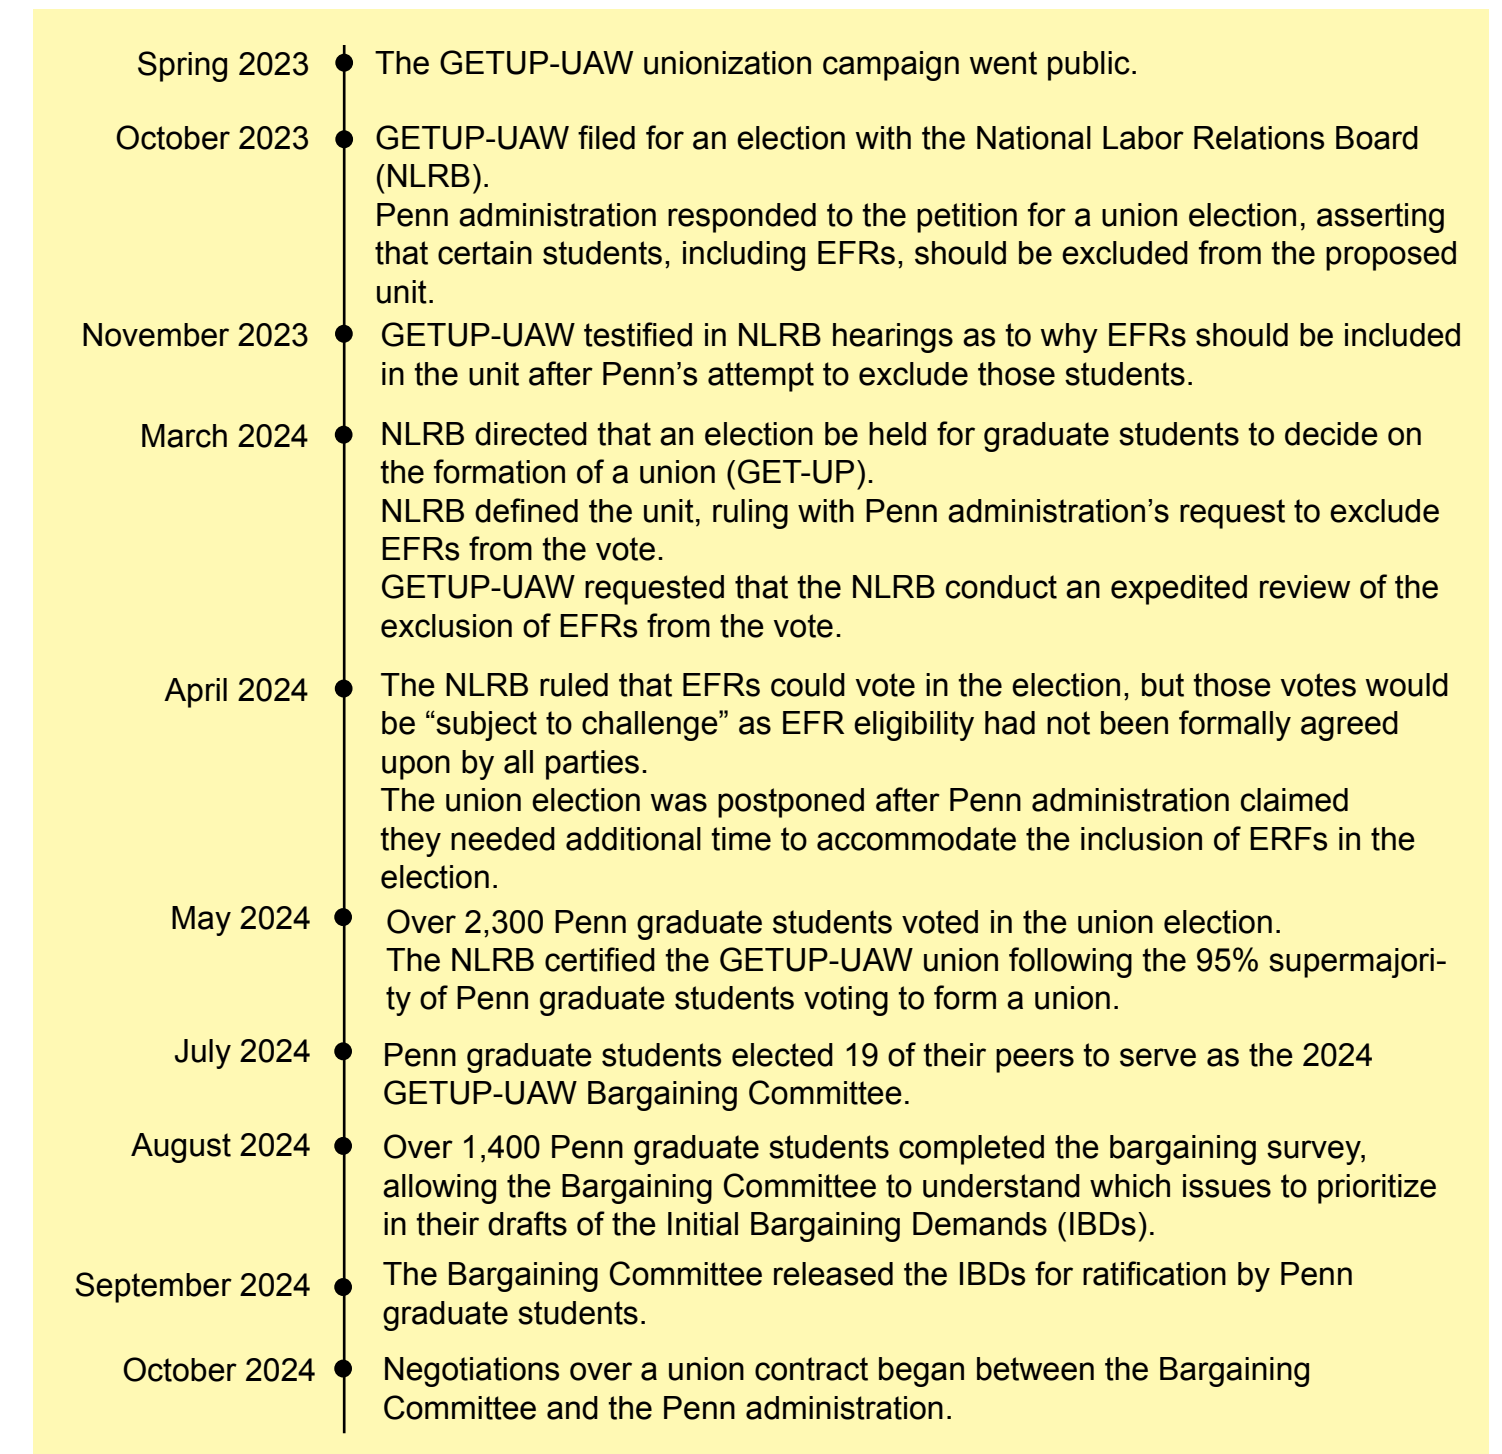 Spring 2023
The GETUP-UAW unionization campaign went public.
October 2023
GETUP-UAW filed for an election with the National Labor Relations Board
(NLRB).
Penn administration responded to the petition for a union election, asserting
that certain students, including EFRs, should be excluded from the proposed
unit.
November 2023
GETUP-UAW testified in NLRB hearings as to why EFRs should be included
in the unit after Penn’s attempt to exclude those students.
March 2024
NLRB directed that an election be held for graduate students to decide on
the formation of a union (GET-UP).
NLRB defined the unit, ruling with Penn administration’s request to exclude
EFRs from the vote.
GETUP-UAW requested that the NLRB conduct an expedited review of the
exclusion of EFRs from the vote.
April 2024
The NLRB ruled that EFRs could vote in the election, but those votes would
be “subject to challenge” as EFR eligibility had not been formally agreed
upon by all parties.
The union election was postponed after Penn administration claimed
they needed additional time to accommodate the inclusion of ERFs in the
election.
May 2024
Over 2,300 Penn graduate students voted in the union election.
The NLRB certified the GETUP-UAW union following the 95% supermajori-
ty of Penn graduate students voting to form a union.
July 2024
Penn graduate students elected 19 of their peers to serve as the 2024
GETUP-UAW Bargaining Committee.
August 2024
Over 1,400 Penn graduate students completed the bargaining survey,
allowing the Bargaining Committee to understand which issues to prioritize
in their drafts of the Initial Bargaining Demands (IBDs).
September 2024
The Bargaining Committee released the IBDs for ratification by Penn
graduate students.
October 2024
Negotiations over a union contract began between the Bargaining
Committee and the Penn administration.